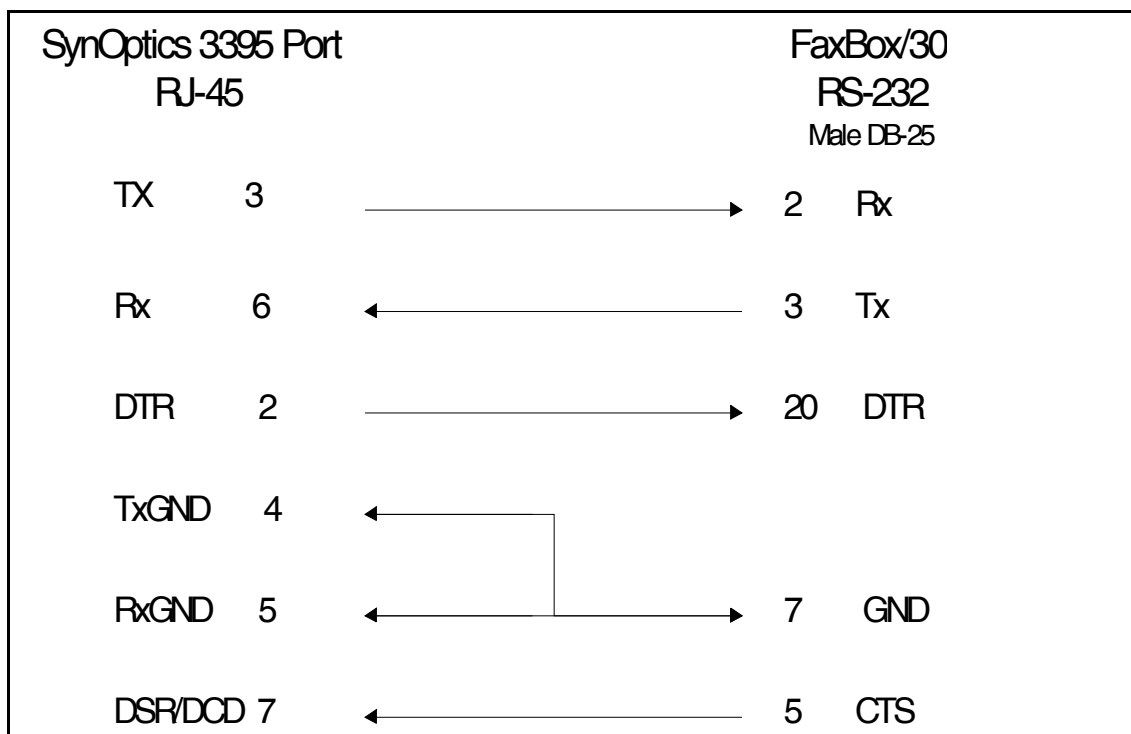 SynOptics 3395 Port FaxBox/30
RJ-45 RS-232
Male DB-25
TX 3 2 Rx
Rx 6 3 Tx
DTR 2 20 DTR
TxGND 4
RxGND 5 7 GND
DSR/DCD 7 5 CTS